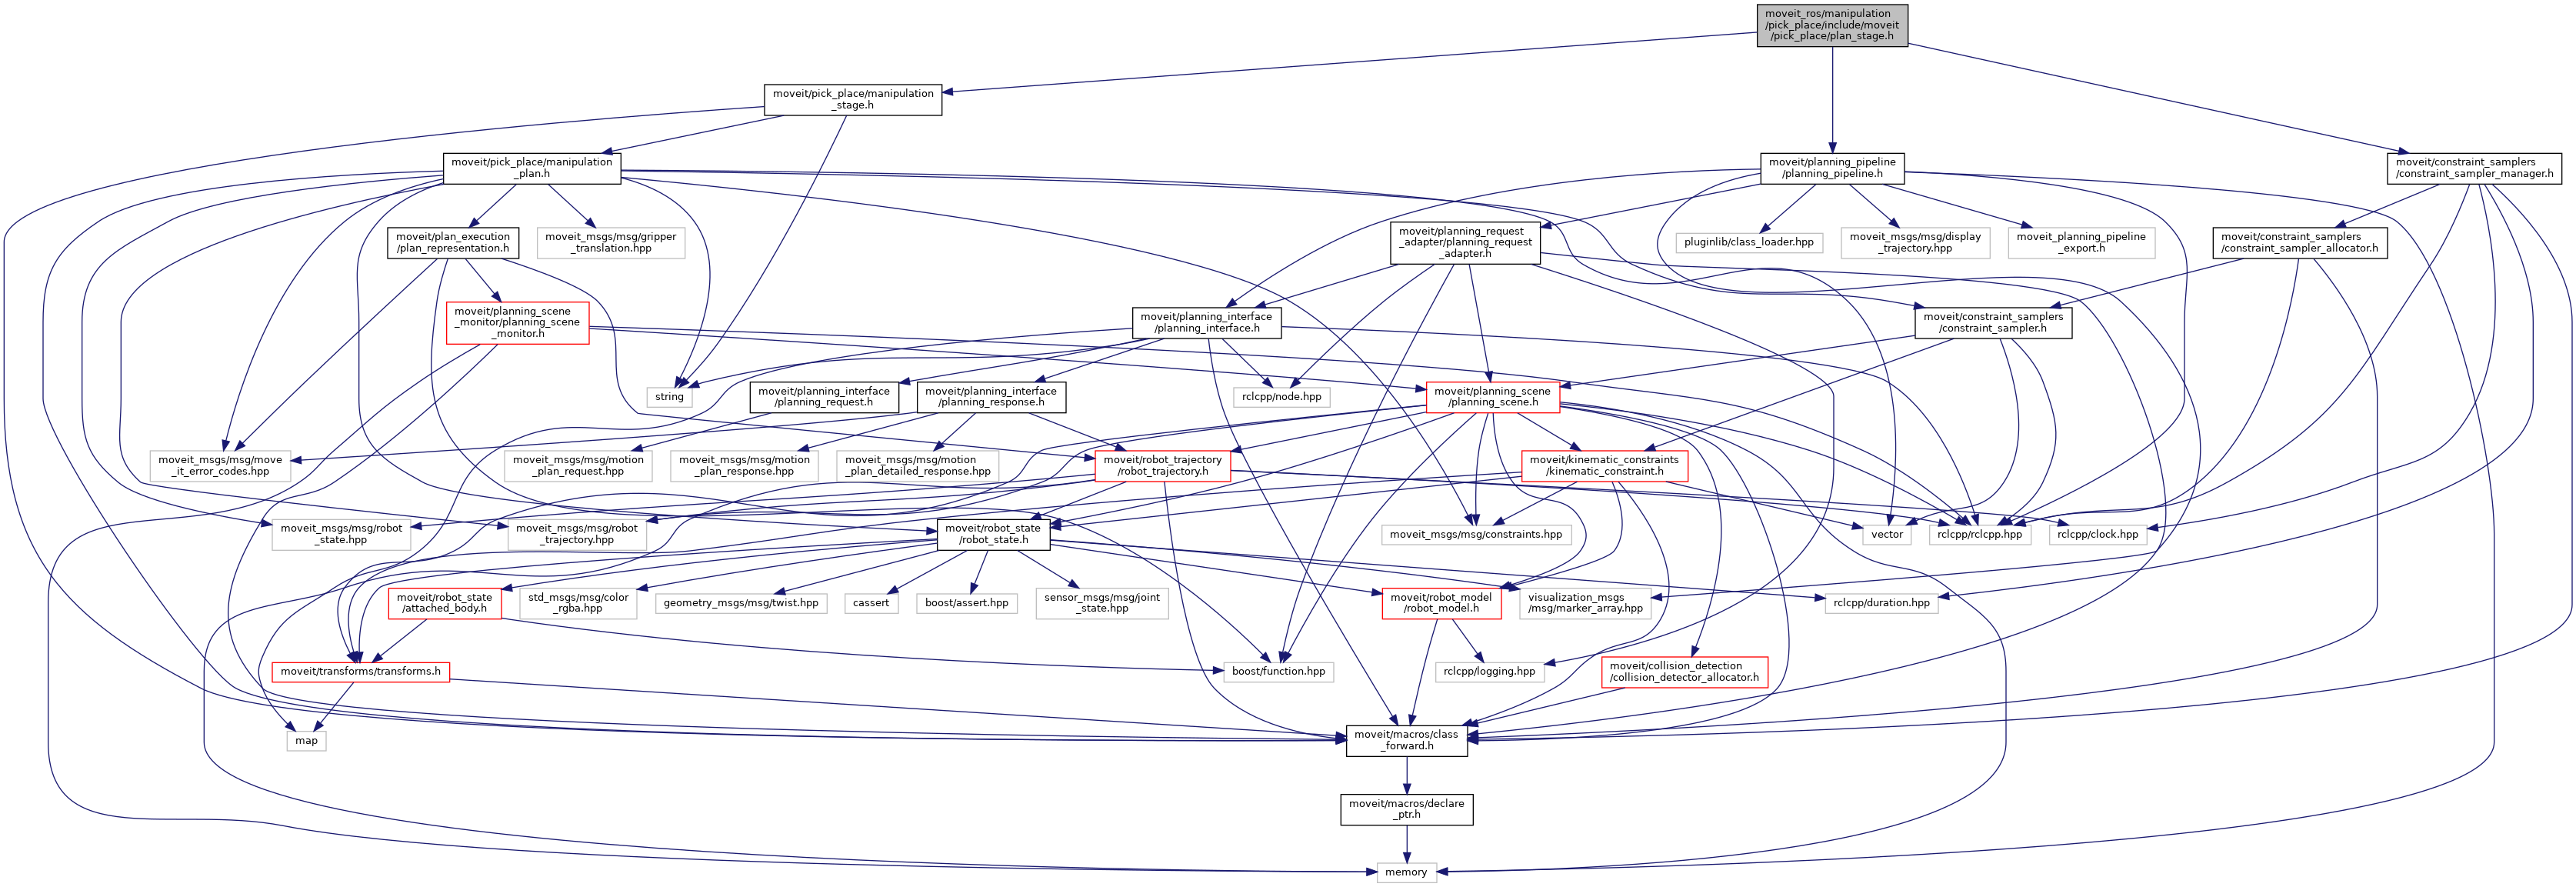 moveit_ros/manipulation
/pick_place/include/moveit
/pick_place/plan_stage.h
moveit/pick_place/manipulation
_stage.h
moveit/pick_place/manipulation
_plan.h
moveit/planning_pipeline
/planning_pipeline.h
moveit/constraint_samplers
/constraint_sampler_manager.h
moveit/plan_execution
/plan_representation.h
moveit_msgs/msg/gripper
_translation.hpp
moveit/planning_request
_adapter/planning_request
_adapter.h
pluginlib/class_loader.hpp
moveit_msgs/msg/display
_trajectory.hpp
moveit_planning_pipeline
_export.h
moveit/constraint_samplers
/constraint_sampler_allocator.h
moveit/planning_scene
_monitor/planning_scene
_monitor.h
moveit/planning_interface
/planning_interface.h
moveit/constraint_samplers
/constraint_sampler.h
string
moveit/planning_interface
/planning_request.h
moveit/planning_interface
/planning_response.h
rclcpp/node.hpp
moveit/planning_scene
/planning_scene.h
moveit_msgs/msg/move
_it_error_codes.hpp
moveit_msgs/msg/motion
_plan_request.hpp
moveit_msgs/msg/motion
_plan_response.hpp
moveit_msgs/msg/motion
_plan_detailed_response.hpp
moveit/robot_trajectory
/robot_trajectory.h
moveit/kinematic_constraints
/kinematic_constraint.h
moveit_msgs/msg/robot
_state.hpp
moveit_msgs/msg/robot
_trajectory.hpp
moveit/robot_state
/robot_state.h
moveit_msgs/msg/constraints.hpp
vector
rclcpp/rclcpp.hpp
rclcpp/clock.hpp
moveit/robot_state
/attached_body.h
std_msgs/msg/color
_rgba.hpp
geometry_msgs/msg/twist.hpp
cassert
boost/assert.hpp
sensor_msgs/msg/joint
_state.hpp
moveit/robot_model
/robot_model.h
visualization_msgs
/msg/marker_array.hpp
rclcpp/duration.hpp
moveit/transforms/transforms.h
boost/function.hpp
rclcpp/logging.hpp
moveit/collision_detection
/collision_detector_allocator.h
map
moveit/macros/class
_forward.h
moveit/macros/declare
_ptr.h
memory